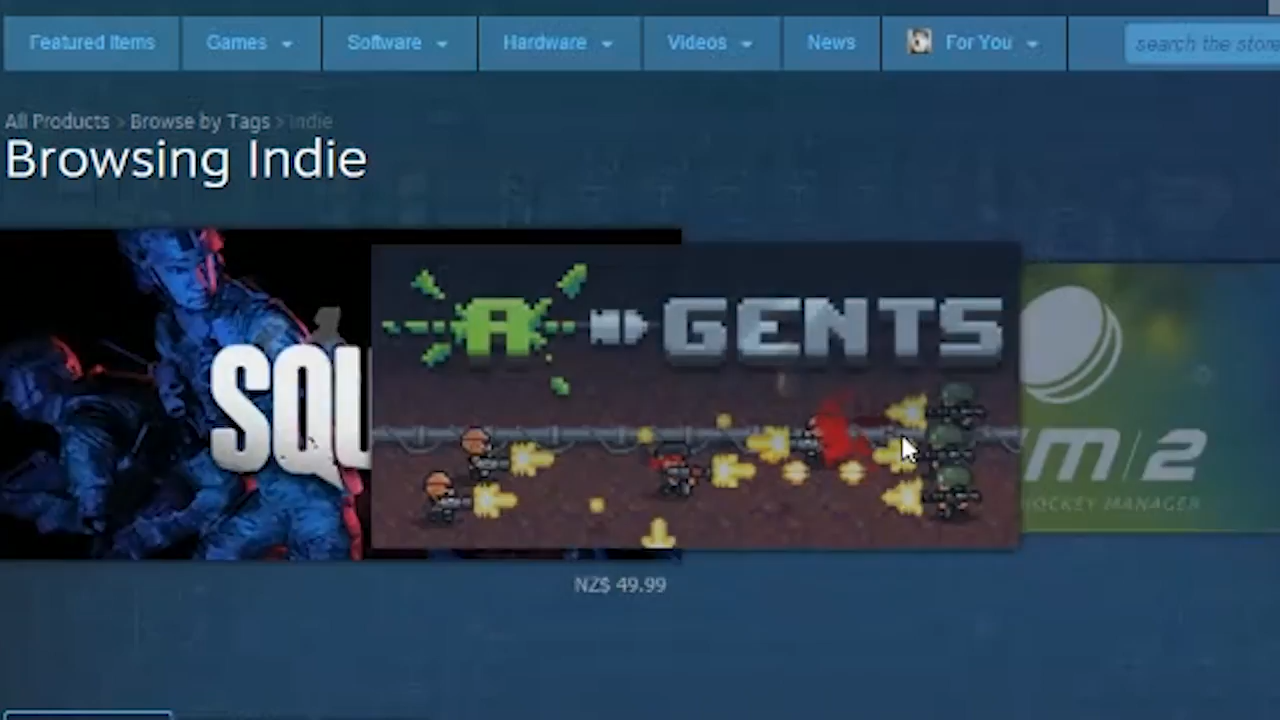 Featured Items Games Software Hardware Videos News For You search the store
All Products > Browse by Tags > Indie
Browsing Indie
A GENTS
SQU
M/2
HOCKEY MANAGER
NZ$ 49.99